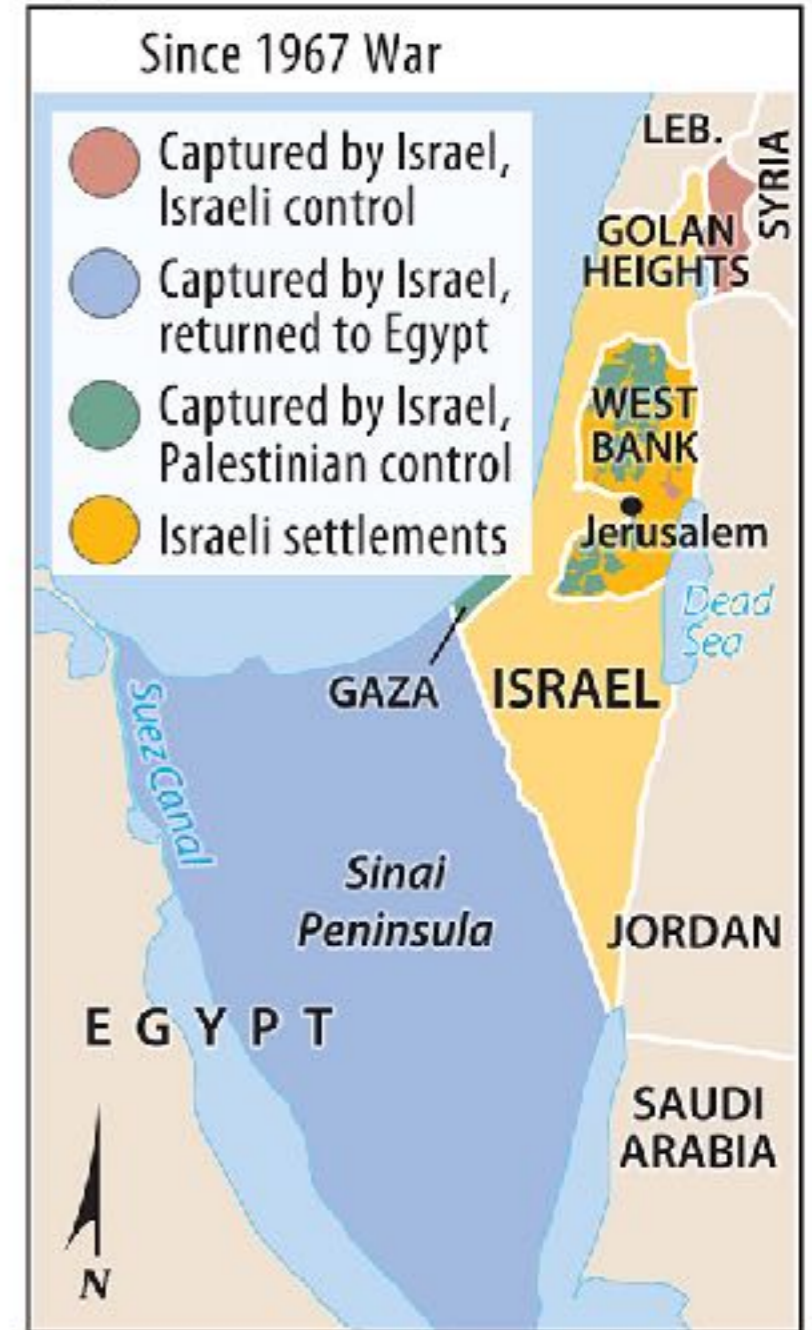 Since 1967 War
Captured by Israel,
Israeli control
Captured by Israel,
returned to Egypt
Captured by Israel,
Palestinian control
Israeli settlements
LEB.
SYRIA
GOLAN
HEIGHTS
WEST
BANK
Jerusalem
Dead
Sea
GAZA
ISRAEL
Suez Canal
Sinai
Peninsula
JORDAN
EGYPT
SAUDI
ARABIA
N